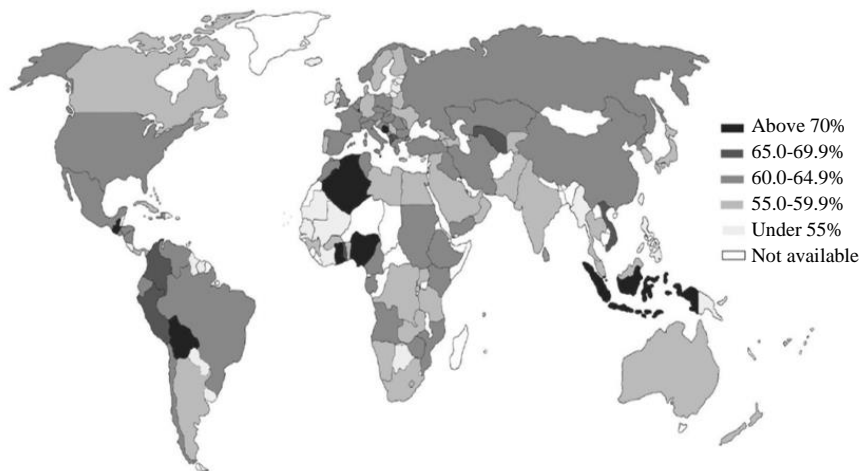 Above 70%
65.0-69.9%
60.0-64.9%
55.0-59.9%
Under 55%
Not available